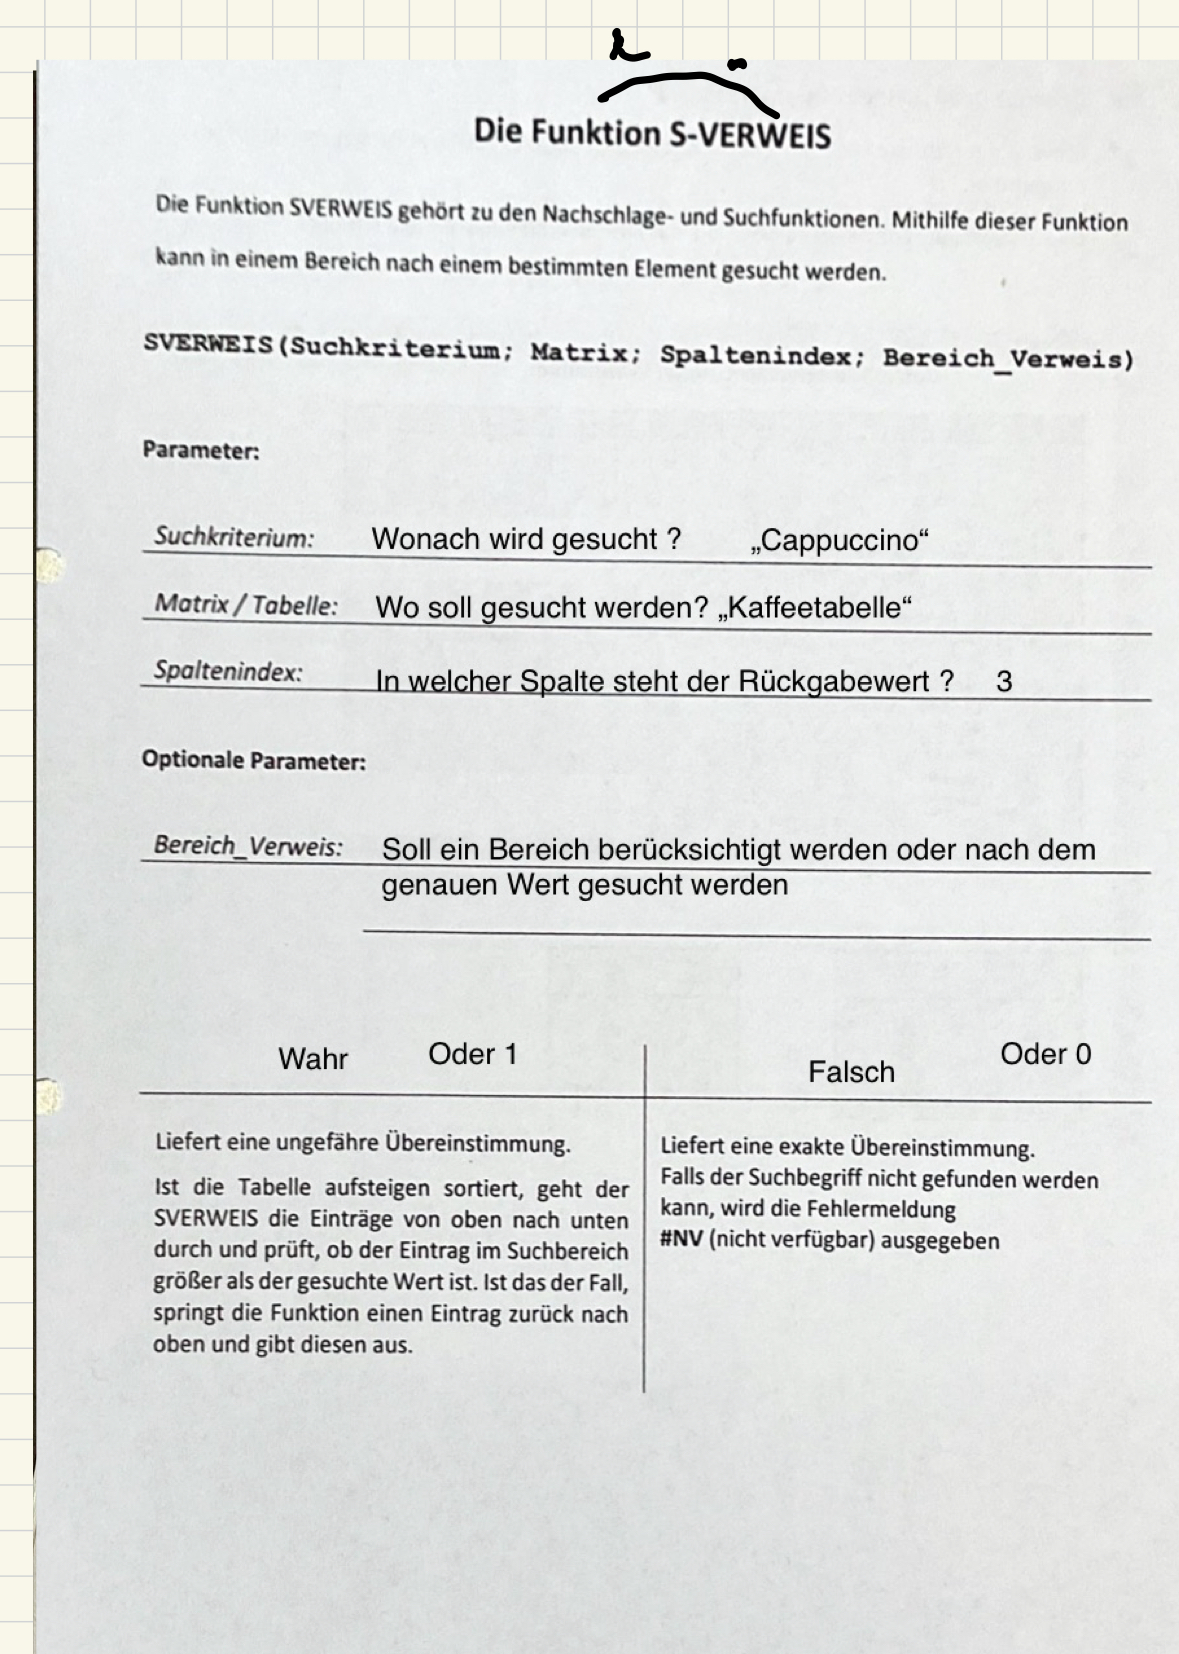 Die Funktion S-VERWEIS
Die Funktion SVERWEIS gehört zu den Nachschlage- und Suchfunktionen. Mithilfe dieser Funktion
kann in einem Bereich nach einem bestimmten Element gesucht werden.
SVERWEIS(Suchkriterium; Matrix; Spaltenindex; Bereich_Verweis)
Parameter:
Suchkriterium: Wonach wird gesucht ? „Cappuccino“
Matrix / Tabelle: Wo soll gesucht werden? „Kaffeetabelle“
Spaltenindex: In welcher Spalte steht der Rückgabewert ? 3
Optionale Parameter:
Bereich_Verweis: Soll ein Bereich berücksichtigt werden oder nach dem
genauen Wert gesucht werden
Wahr Oder 1
Liefert eine ungefähre Übereinstimmung.
Ist die Tabelle aufsteigen sortiert, geht der
SVERWEIS die Einträge von oben nach unten
durch und prüft, ob der Eintrag im Suchbereich
größer als der gesuchte Wert ist. Ist das der Fall,
springt die Funktion einen Eintrag zurück nach
oben und gibt diesen aus.
Falsch Oder 0
Liefert eine exakte Übereinstimmung.
Falls der Suchbegriff nicht gefunden werden
kann, wird die Fehlermeldung
#NV (nicht verfügbar) ausgegeben